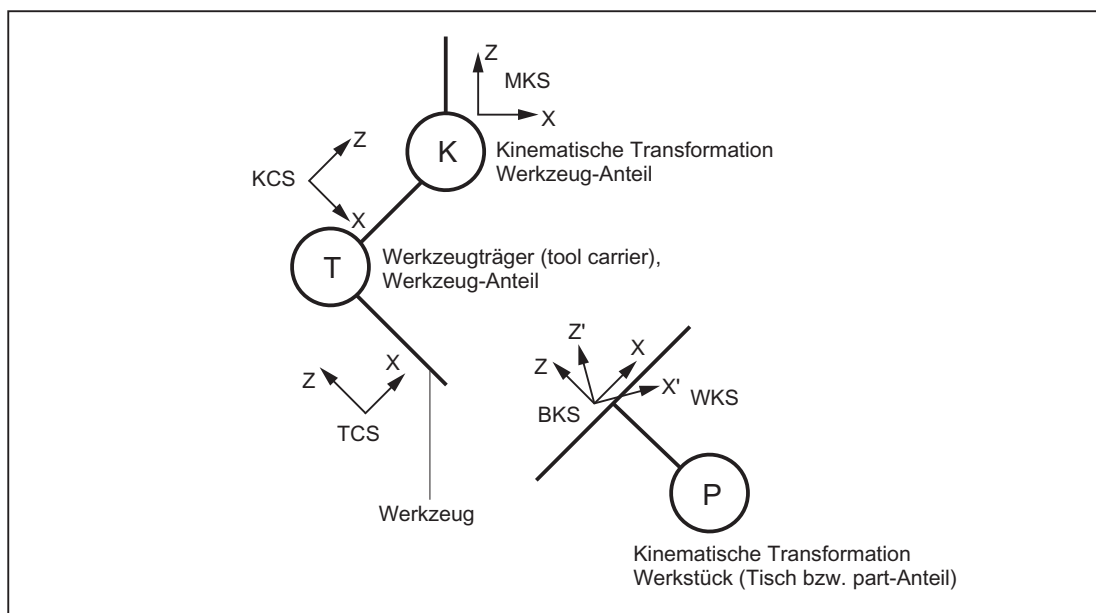 Z
MKS
X
K
Kinematische Transformation
Werkzeug-Anteil
Z
KCS
X
T
Werkzeugträger (tool carrier),
Werkzeug-Anteil
Z
X
TCS
Werkzeug
Z'
X
Z
X'
WKS
BKS
P
Kinematische Transformation
Werkstück (Tisch bzw. part-Anteil)